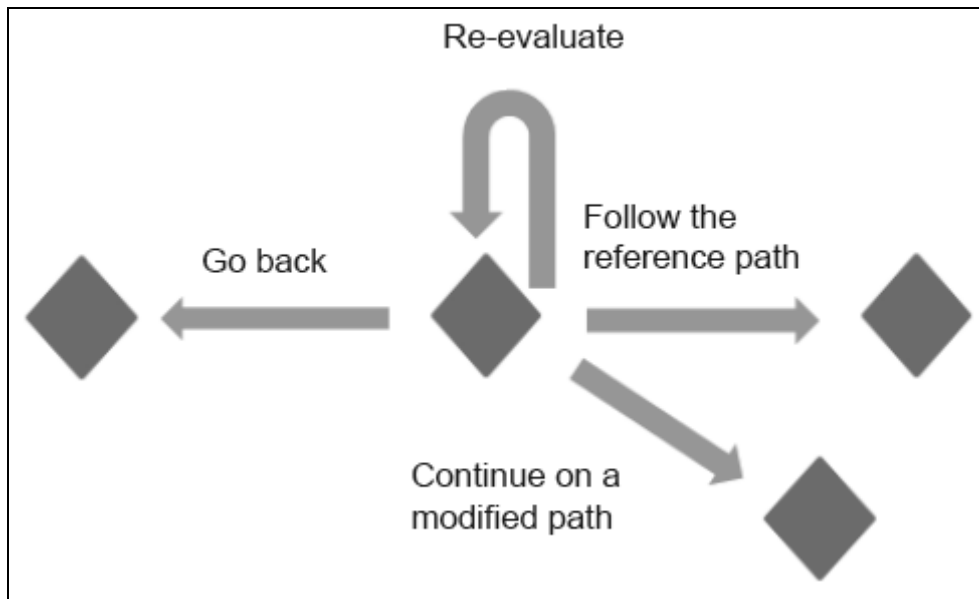 Re-evaluate
Go back
Follow the
reference path
Continue on a
modified path